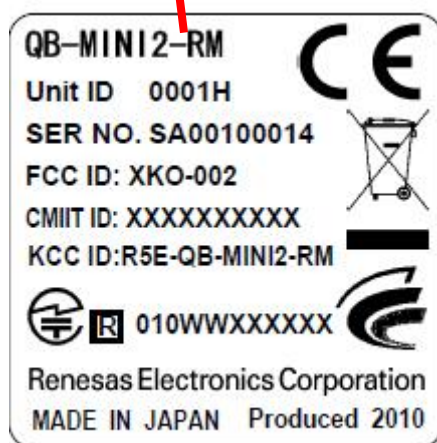 QB-MINI2-RM
Unit ID 0001H
SER NO. SA00100014
FCC ID: XKO-002
CMIIT ID: XXXXXXXXXX
KCC ID:R5E-QB-MINI2-RM
R 010WWXXXXXX
Renesas Electronics Corporation
MADE IN JAPAN Produced 2010